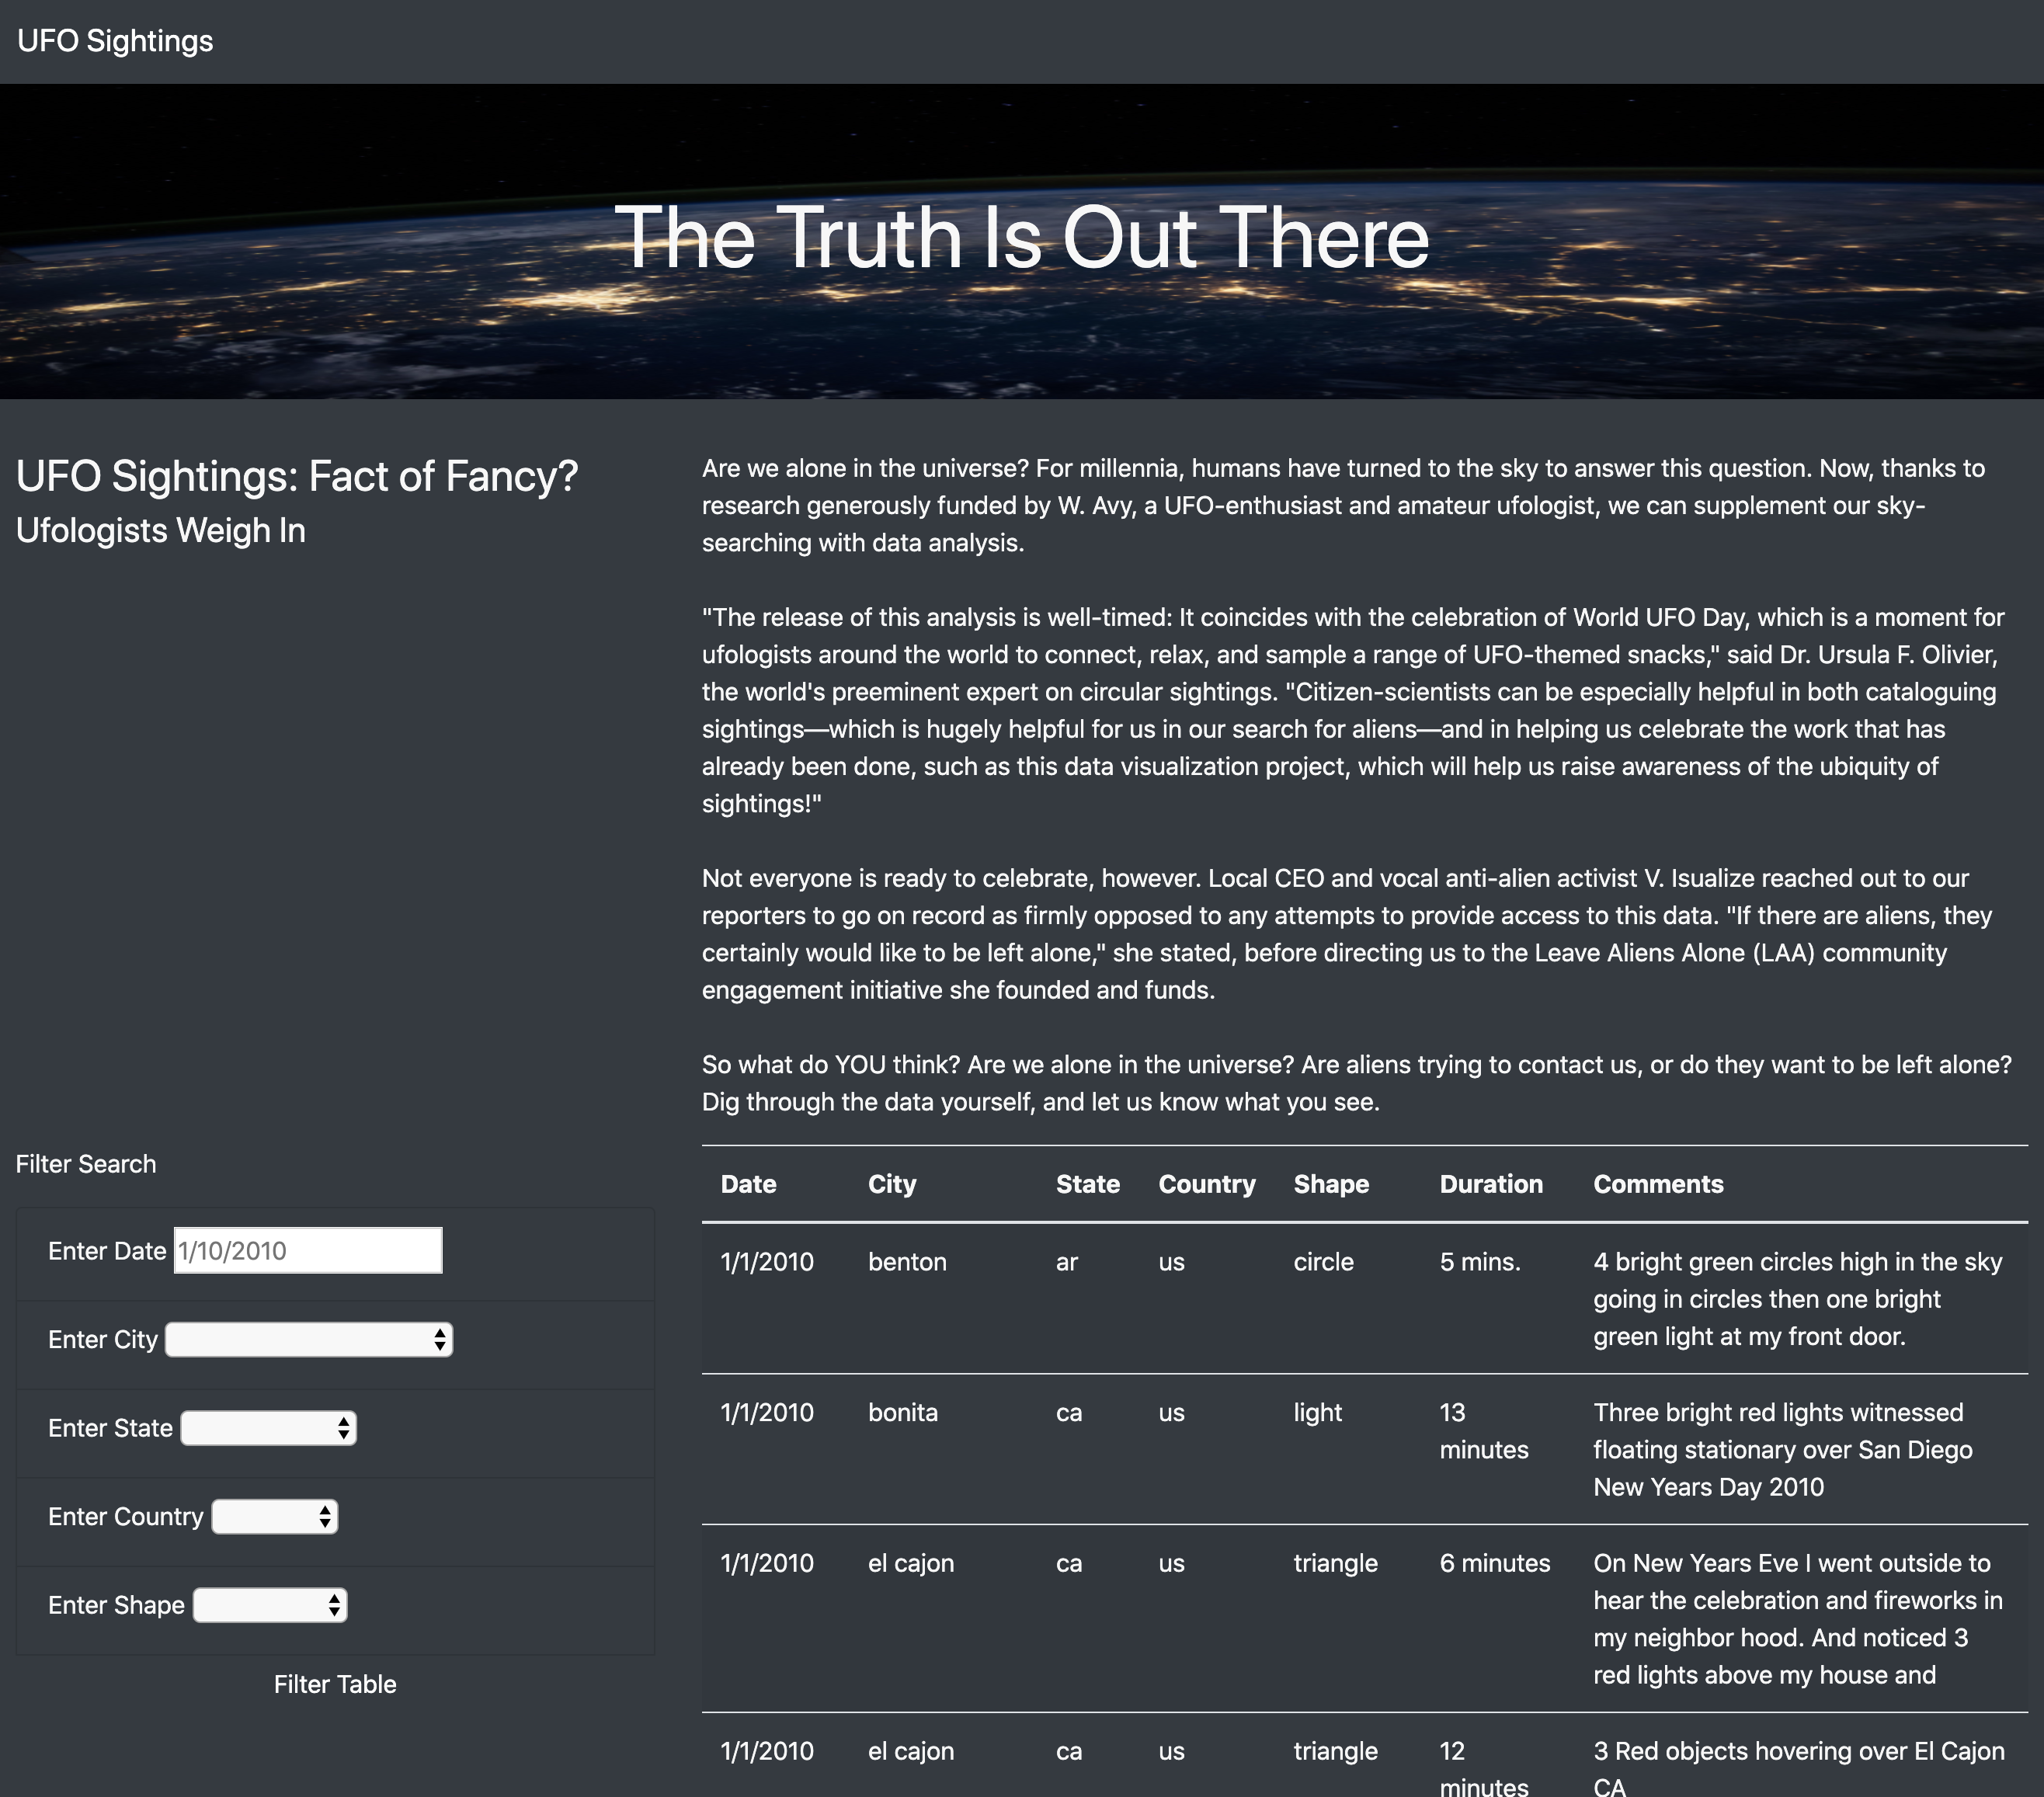 UFO Sightings
The Truth Is Out There
UFO Sightings: Fact of Fancy?
Ufologists Weigh In
Are we alone in the universe? For millennia, humans have turned to the sky to answer this question. Now, thanks to
research generously funded by W. Avy, a UFO-enthusiast and amateur ufologist, we can supplement our sky-
searching with data analysis.
"The release of this analysis is well-timed: It coincides with the celebration of World UFO Day, which is a moment for
ufologists around the world to connect, relax, and sample a range of UFO-themed snacks," said Dr. Ursula F. Olivier,
the world's preeminent expert on circular sightings. "Citizen-scientists can be especially helpful in both cataloguing
sightings—which is hugely helpful for us in our search for aliens—and in helping us celebrate the work that has
already been done, such as this data visualization project, which will help us raise awareness of the ubiquity of
sightings!"
Not everyone is ready to celebrate, however. Local CEO and vocal anti-alien activist V. Isualize reached out to our
reporters to go on record as firmly opposed to any attempts to provide access to this data. "If there are aliens, they
certainly would like to be left alone," she stated, before directing us to the Leave Aliens Alone (LAA) community
engagement initiative she founded and funds.
So what do YOU think? Are we alone in the universe? Are aliens trying to contact us, or do they want to be left alone?
Dig through the data yourself, and let us know what you see.
Filter Search
Enter Date 1/10/2010
Enter City
Enter State
Enter Country
Enter Shape
Filter Table
Date City State Country Shape Duration Comments
1/1/2010 benton ar us circle 5 mins. 4 bright green circles high in the sky
going in circles then one bright
green light at my front door.
1/1/2010 bonita ca us light 13 Three bright red lights witnessed
minutes floating stationary over San Diego
New Years Day 2010
1/1/2010 el cajon ca us triangle 6 minutes On New Years Eve I went outside to
hear the celebration and fireworks in
my neighbor hood. And noticed 3
red lights above my house and
1/1/2010 el cajon ca us triangle 12 3 Red objects hovering over El Cajon
minutes CA